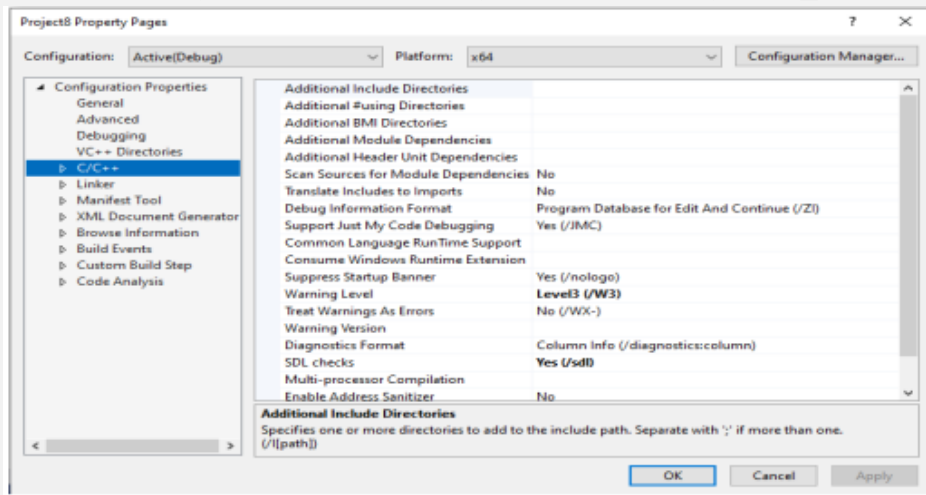 Project8 Property Pages ? ×
Configuration: Active(Debug) Platform: x64 Configuration Manager...
Configuration Properties
General
Advanced
Debugging
VC++ Directories
C/C++
Linker
Manifest Tool
XML Document Generator
Browse Information
Build Events
Custom Build Step
Code Analysis
Additional Include Directories
Additional #using Directories
Additional BMI Directories
Additional Module Dependencies
Additional Header Unit Dependencies
Scan Sources for Module Dependencies No
Translate Includes to Imports No
Debug Information Format Program Database for Edit And Continue (/ZI)
Support Just My Code Debugging Yes (/JMC)
Common Language RunTime Support
Consume Windows Runtime Extension
Suppress Startup Banner Yes (/nologo)
Warning Level Level3 (/W3)
Treat Warnings As Errors No (/WX-)
Warning Version
Diagnostics Format Column Info (/diagnostics:column)
SDL checks Yes (/sdl)
Multi-processor Compilation
Enable Address Sanitizer No
Additional Include Directories
Specifies one or more directories to add to the include path. Separate with ';' if more than one.
(/I[path])
OK Cancel Apply